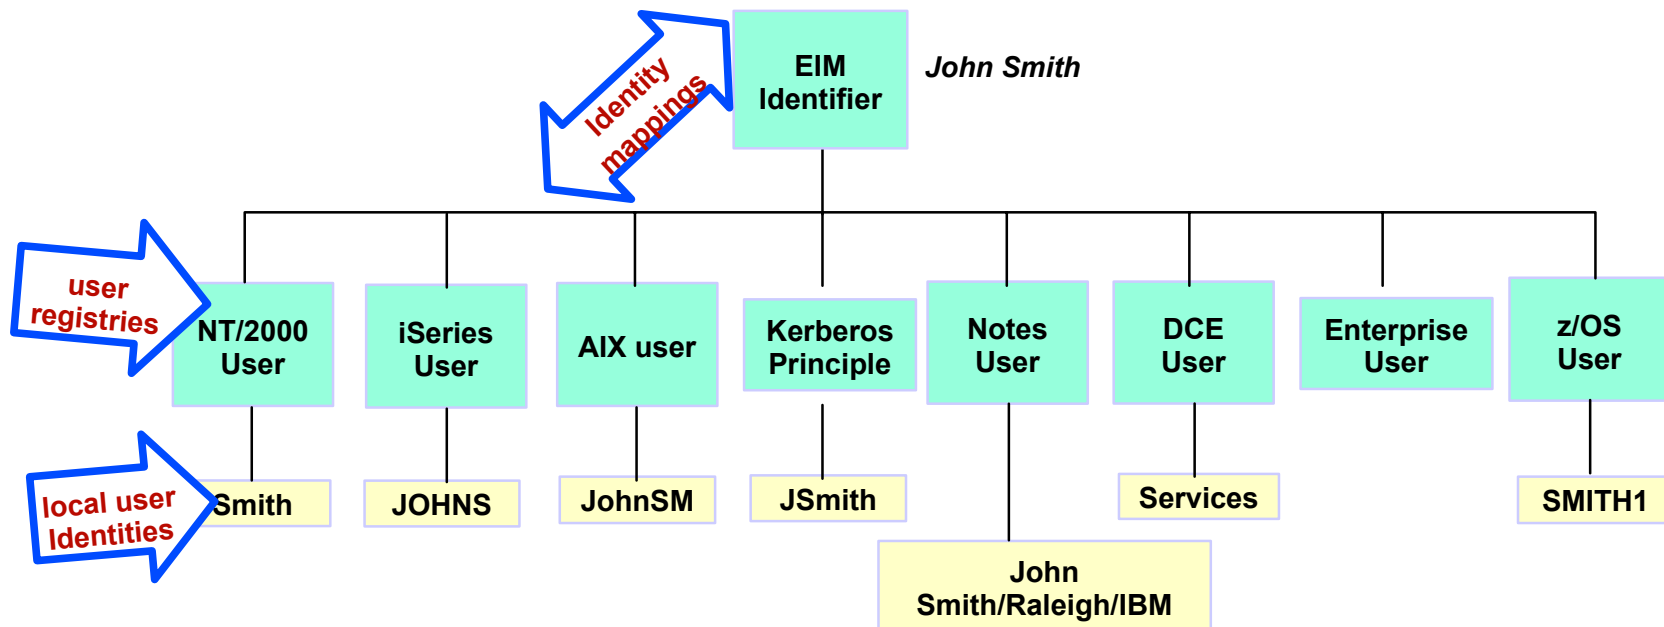 EIM
Identifier
John Smith
Identity
mappings
user
registries
NT/2000
User
iSeries
User
AIX user
Kerberos
Principle
Notes
User
DCE
User
Enterprise
User
z/OS
User
local user
Identities
Smith
JOHNS
JohnSM
JSmith
Services
SMITH1
John
Smith/Raleigh/IBM